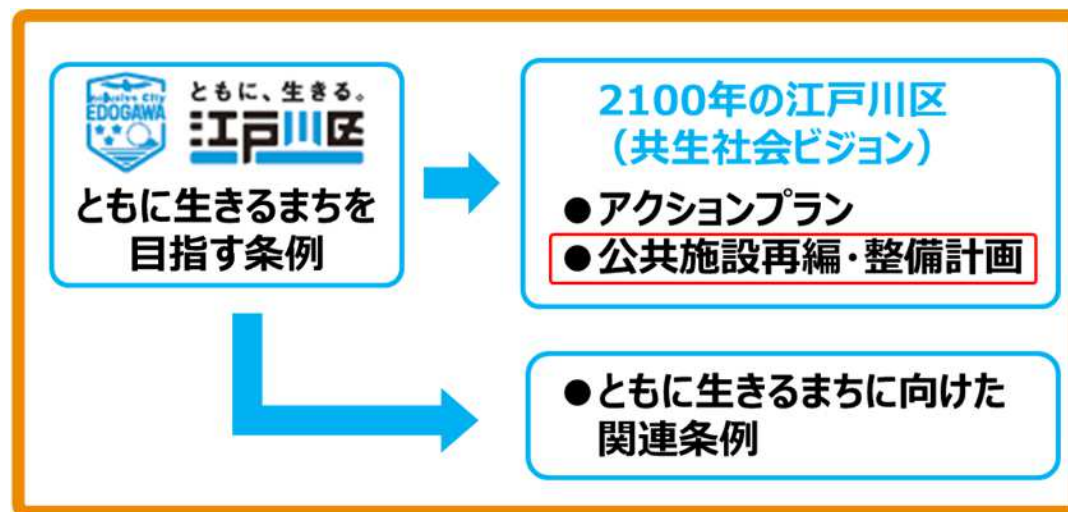 Inclusive City
EDOGAWA
ともに、生きる。
江戸川区
ともに生きるまちを
目指す条例
2100年の江戸川区
（共生社会ビジョン）
●アクションプラン
●公共施設再編・整備計画
●ともに生きるまちに向けた
関連条例